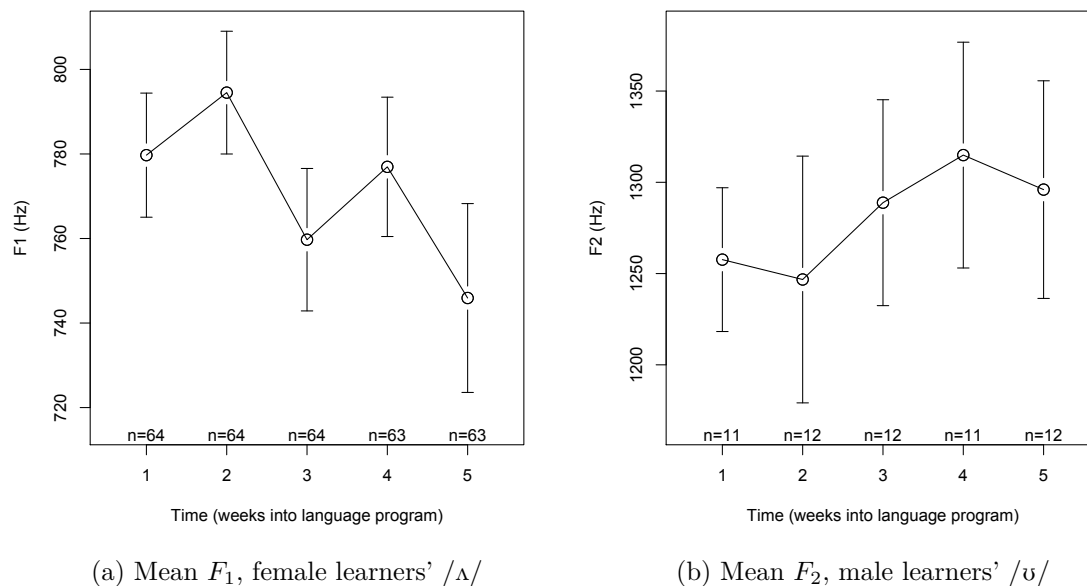 800
780
760
740
720
F1 (Hz)
n=64 n=64 n=64 n=63 n=63
1 2 3 4 5
Time (weeks into language program)
(a) Mean F₁, female learners’ /ʌ/
1350
1300
1250
1200
F2 (Hz)
n=11 n=12 n=12 n=11 n=12
1 2 3 4 5
Time (weeks into language program)
(b) Mean F₂, male learners’ /ʊ/